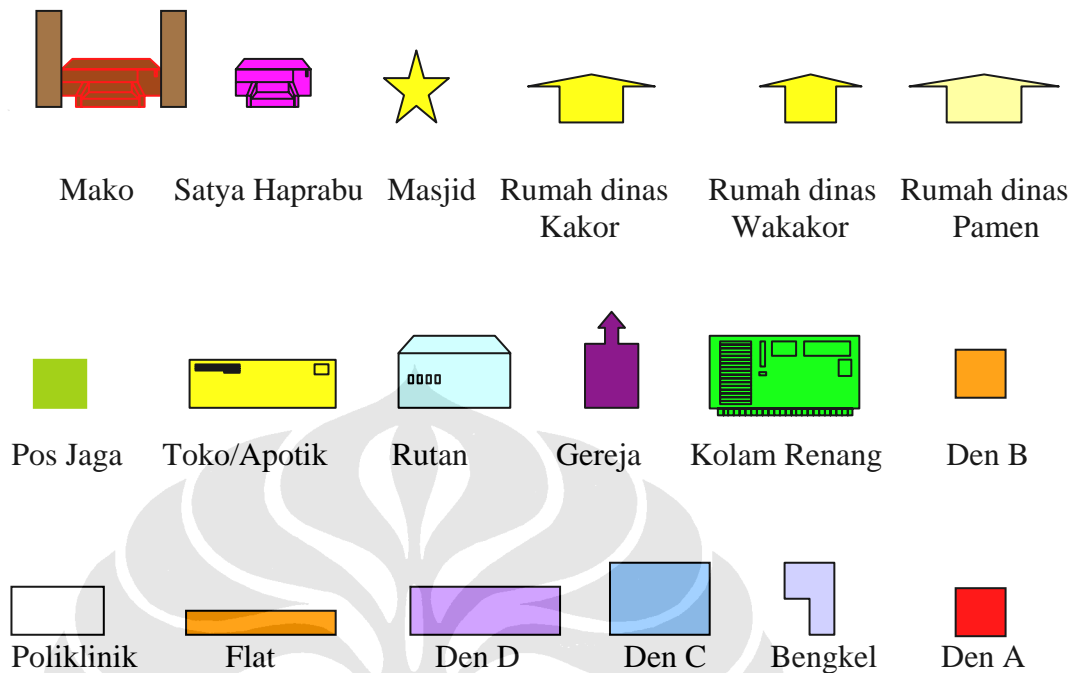 Mako Satya Haprabu Masjid Rumah dinas Rumah dinas Rumah dinas
Kakor Wakakor Pamen
Pos Jaga Toko/Apotik Rutan Gereja Kolam Renang Den B
Poliklinik Flat Den D Den C Bengkel Den A